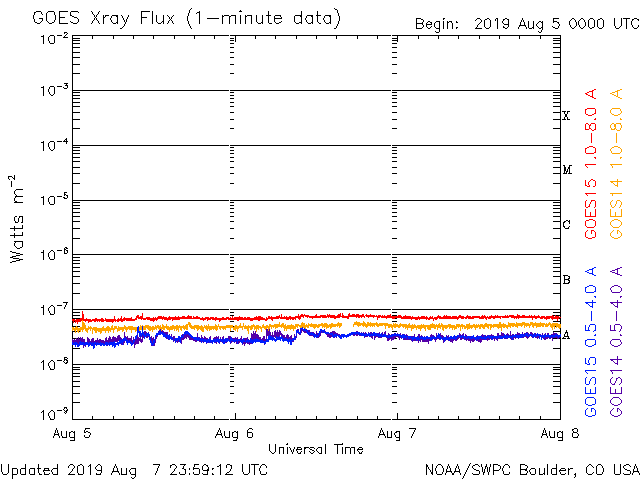 GOES Xray Flux (1-minute data)
Begin: 2019 Aug 5 0000 UTC
10⁻²
10⁻³
10⁻⁴
10⁻⁵
10⁻⁶
10⁻⁷
10⁻⁸
10⁻⁹
Watts m⁻²
X
M
C
B
A
GOES15 1.0-8.0 A
GOES14 1.0-8.0 A
GOES15 0.5-4.0 A
GOES14 0.5-4.0 A
Aug 5 Aug 6 Aug 7 Aug 8
Universal Time
Updated 2019 Aug 7 23:59:12 UTC
NOAA/SWPC Boulder, CO USA